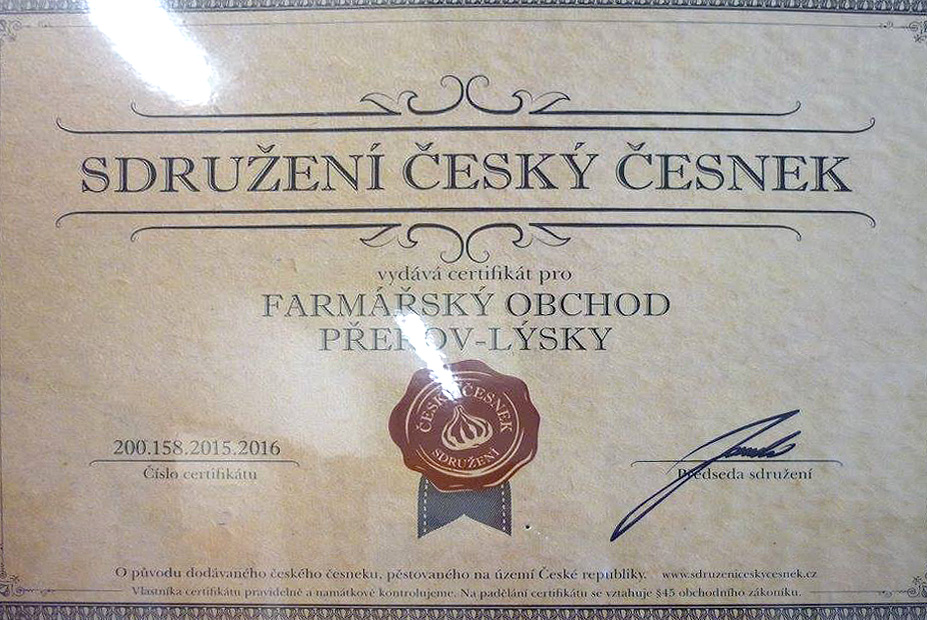 SDRUŽENÍ ČESKÝ ČESNEK
vydává certifikát pro
FARMÁŘSKÝ OBCHOD
PŘEROV-LÝSKY
ČESKÝ ČESNEK
SDRUŽENÍ
200.158.2015.2016
Číslo certifikátu
Předseda sdružení
O původu dodávaného českého česneku, pěstovaného na území České republiky. www.sdruzeniceskycesnek.cz
Vlastníka certifikátu pravidelně a namátkově kontrolujeme. Na padělání certifikátu se vztahuje §45 obchodního zákoníku.